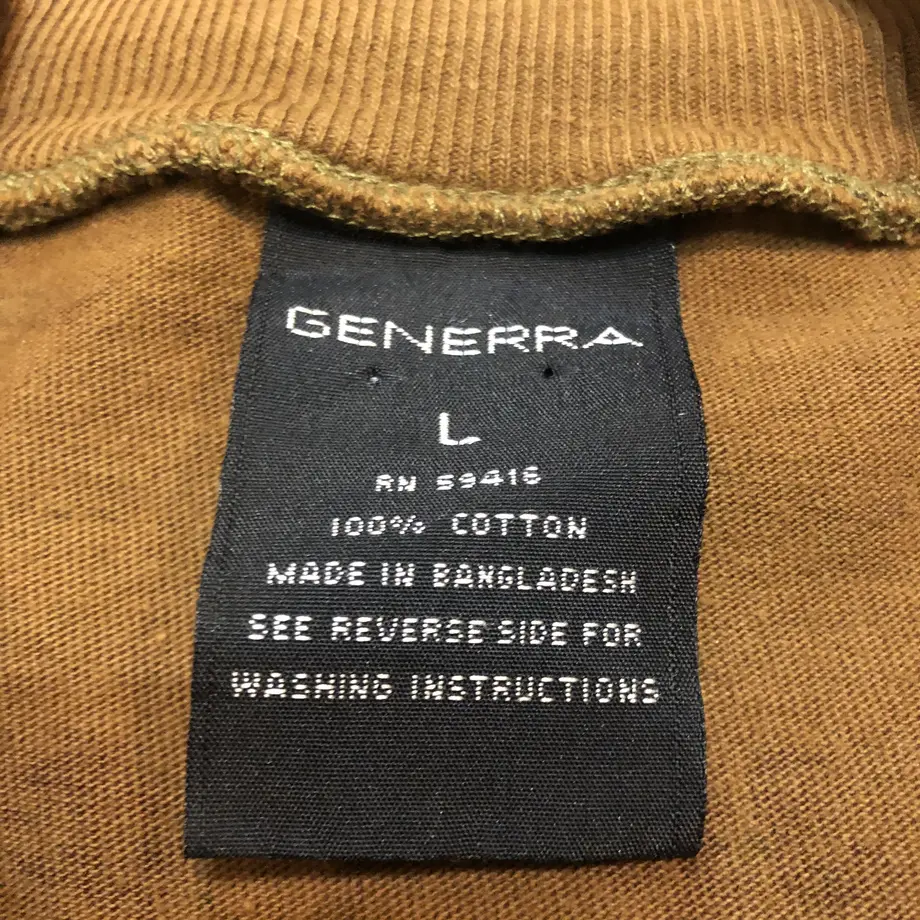 GENERRA
L
RN 59416
100% COTTON
MADE IN BANGLADESH
SEE REVERSE SIDE FOR
WASHING INSTRUCTIONS